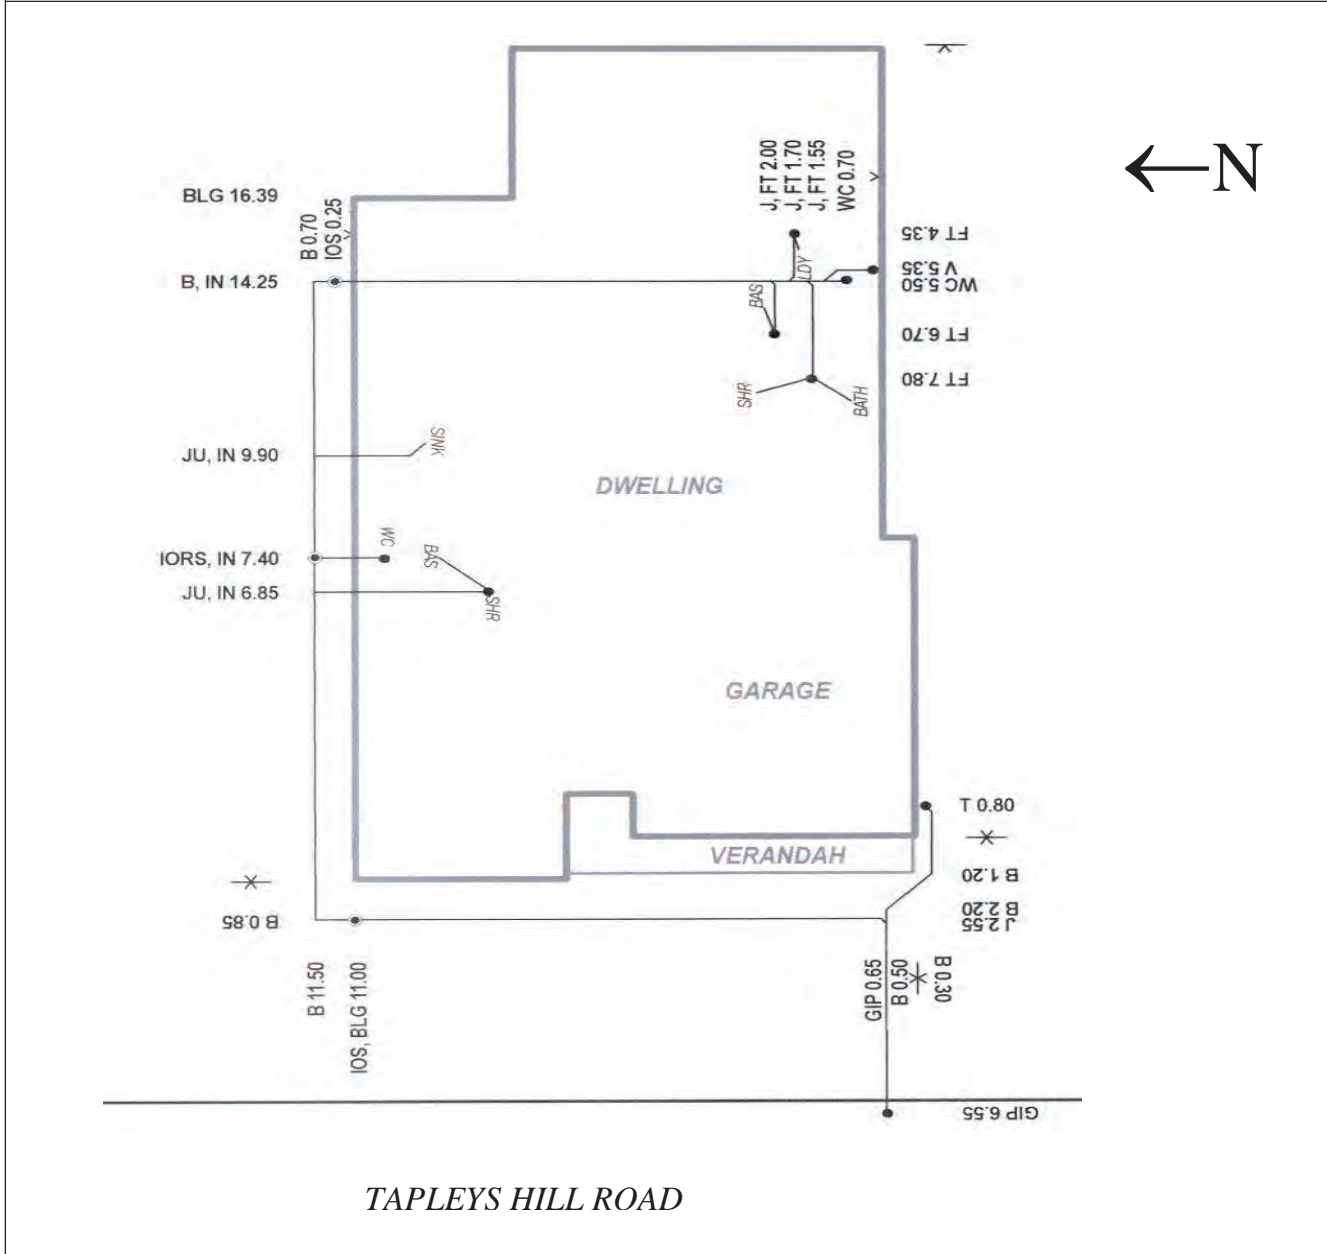 BLG 16.39
B 0.70
IOS 0.25
B, IN 14.25
J, FT 2.00
J, FT 1.70
J, FT 1.55
WC 0.70
N
FT 4.35
V 5.35
WC 5.50
FT 6.70
FT 7.80
LDY
BAS
SHR
BATH
JU, IN 9.90
SINK
DWELLING
IORS, IN 7.40
WC
BAS
JU, IN 6.85
SHR
GARAGE
T 0.80
VERANDAH
B 1.20
B 2.20
J 2.55
B 0.85
B 11.50
IOS, BLG 11.00
GIP 0.65
B 0.50
B 0.30
GIP 6.55
TAPLEYS HILL ROAD